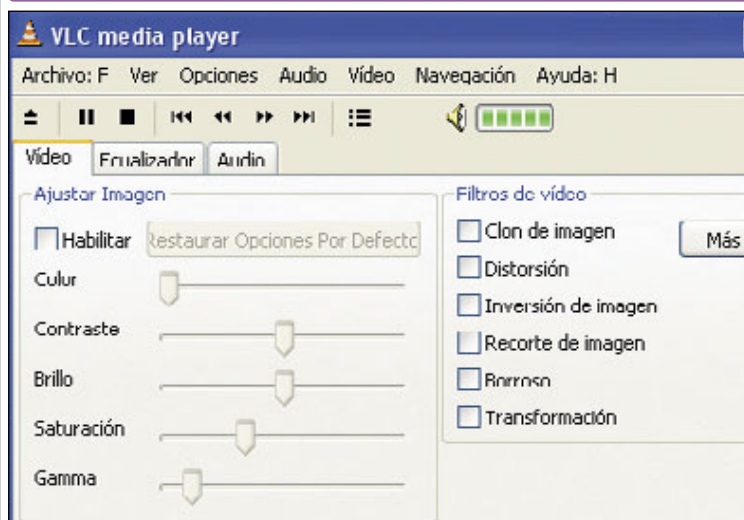 VLC media player
Archivo: F Ver Opciones Audio Vídeo Navegación Ayuda: H
Vídeo Ecualizador Audio
Ajustar Imagen
Habilitar Restaurar Opciones Por Defecto
Color
Contraste
Brillo
Saturación
Gamma
Filtros de vídeo
Clon de imagen Más
Distorsión
Inversión de imagen
Recorte de imagen
Borroso
Transformación